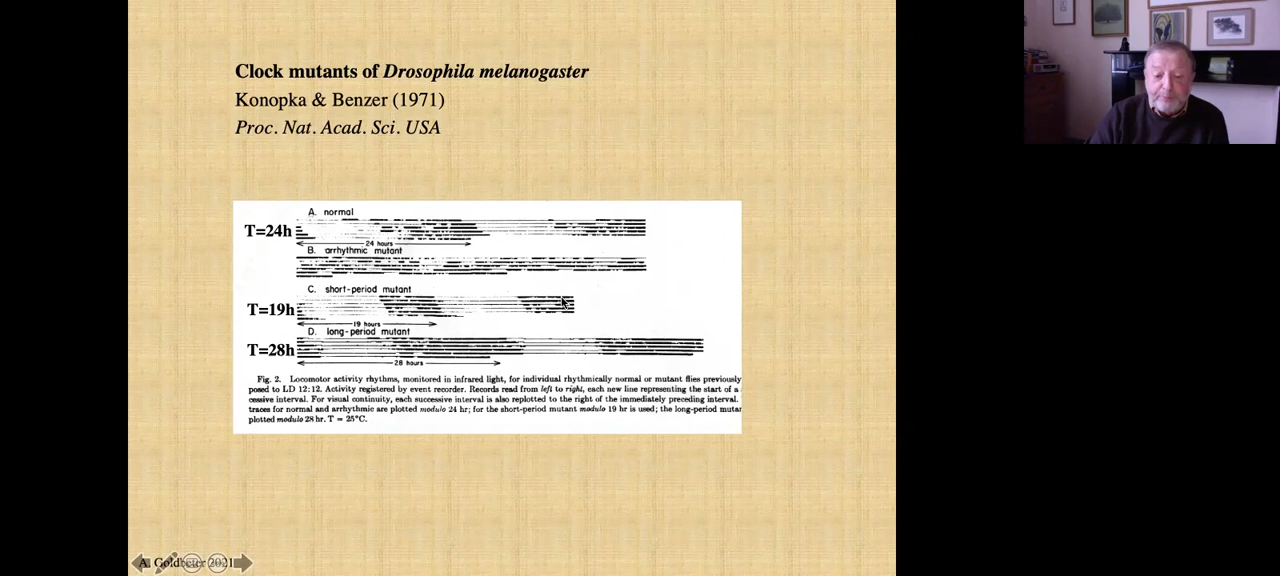 Clock mutants of Drosophila melanogaster
Konopka & Benzer (1971)
Proc. Nat. Acad. Sci. USA
A. normal
T=24h
24 hours
B. arrhythmic mutant
C. short-period mutant
T=19h
19 hours
D. long-period mutant
T=28h
28 hours
Fig. 2. Locomotor activity rhythms, monitored in infrared light, for individual rhythmically normal or mutant flies previously
posed to LD 12:12. Activity registered by event recorder. Records read from left to right, each new line representing the start of a
cessive interval. For visual continuity, each successive interval is also replotted to the right of the immediately preceding interval.
traces for normal and arrhythmic are plotted modulo 24 hr; for the short-period mutant modulo 19 hr is used; the long-period mutar
plotted modulo 28 hr. T = 25°C.
A. Goldbeter 2021